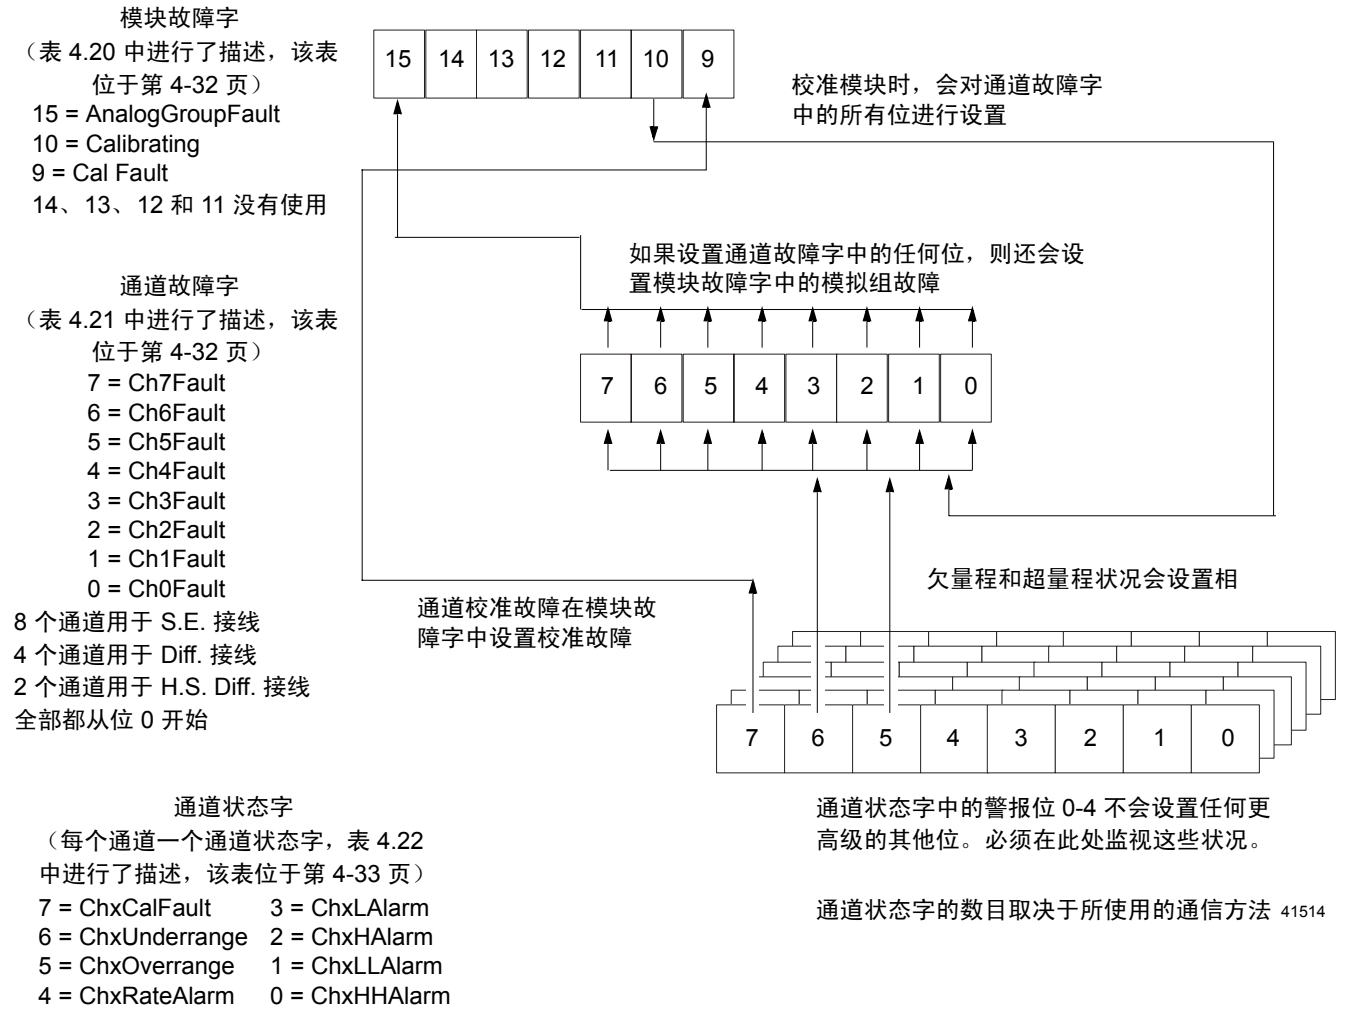 模块故障字
（表 4.20 中进行了描述，该表
位于第 4-32 页）
15 = AnalogGroupFault
10 = Calibrating
9 = Cal Fault
14、13、12 和 11 没有使用
15 14 13 12 11 10 9
校准模块时，会对通道故障字
中的所有位进行设置
如果设置通道故障字中的任何位，则还会设
置模块故障字中的模拟组故障
通道故障字
（表 4.21 中进行了描述，该表
位于第 4-32 页）
7 = Ch7Fault
6 = Ch6Fault
5 = Ch5Fault
4 = Ch4Fault
3 = Ch3Fault
2 = Ch2Fault
1 = Ch1Fault
0 = Ch0Fault
8 个通道用于 S.E. 接线
4 个通道用于 Diff. 接线
2 个通道用于 H.S. Diff. 接线
全部都从位 0 开始
7 6 5 4 3 2 1 0
欠量程和超量程状况会设置相
通道校准故障在模块故
障字中设置校准故障
7 6 5 4 3 2 1 0
通道状态字
（每个通道一个通道状态字，表 4.22
中进行了描述，该表位于第 4-33 页）
7 = ChxCalFault 3 = ChxLAlarm
6 = ChxUnderrange 2 = ChxHAlarm
5 = ChxOverrange 1 = ChxLLAlarm
4 = ChxRateAlarm 0 = ChxHHAlarm
通道状态字中的警报位 0-4 不会设置任何更
高级的其他位。必须在此处监视这些状况。
通道状态字的数目取决于所使用的通信方法 41514